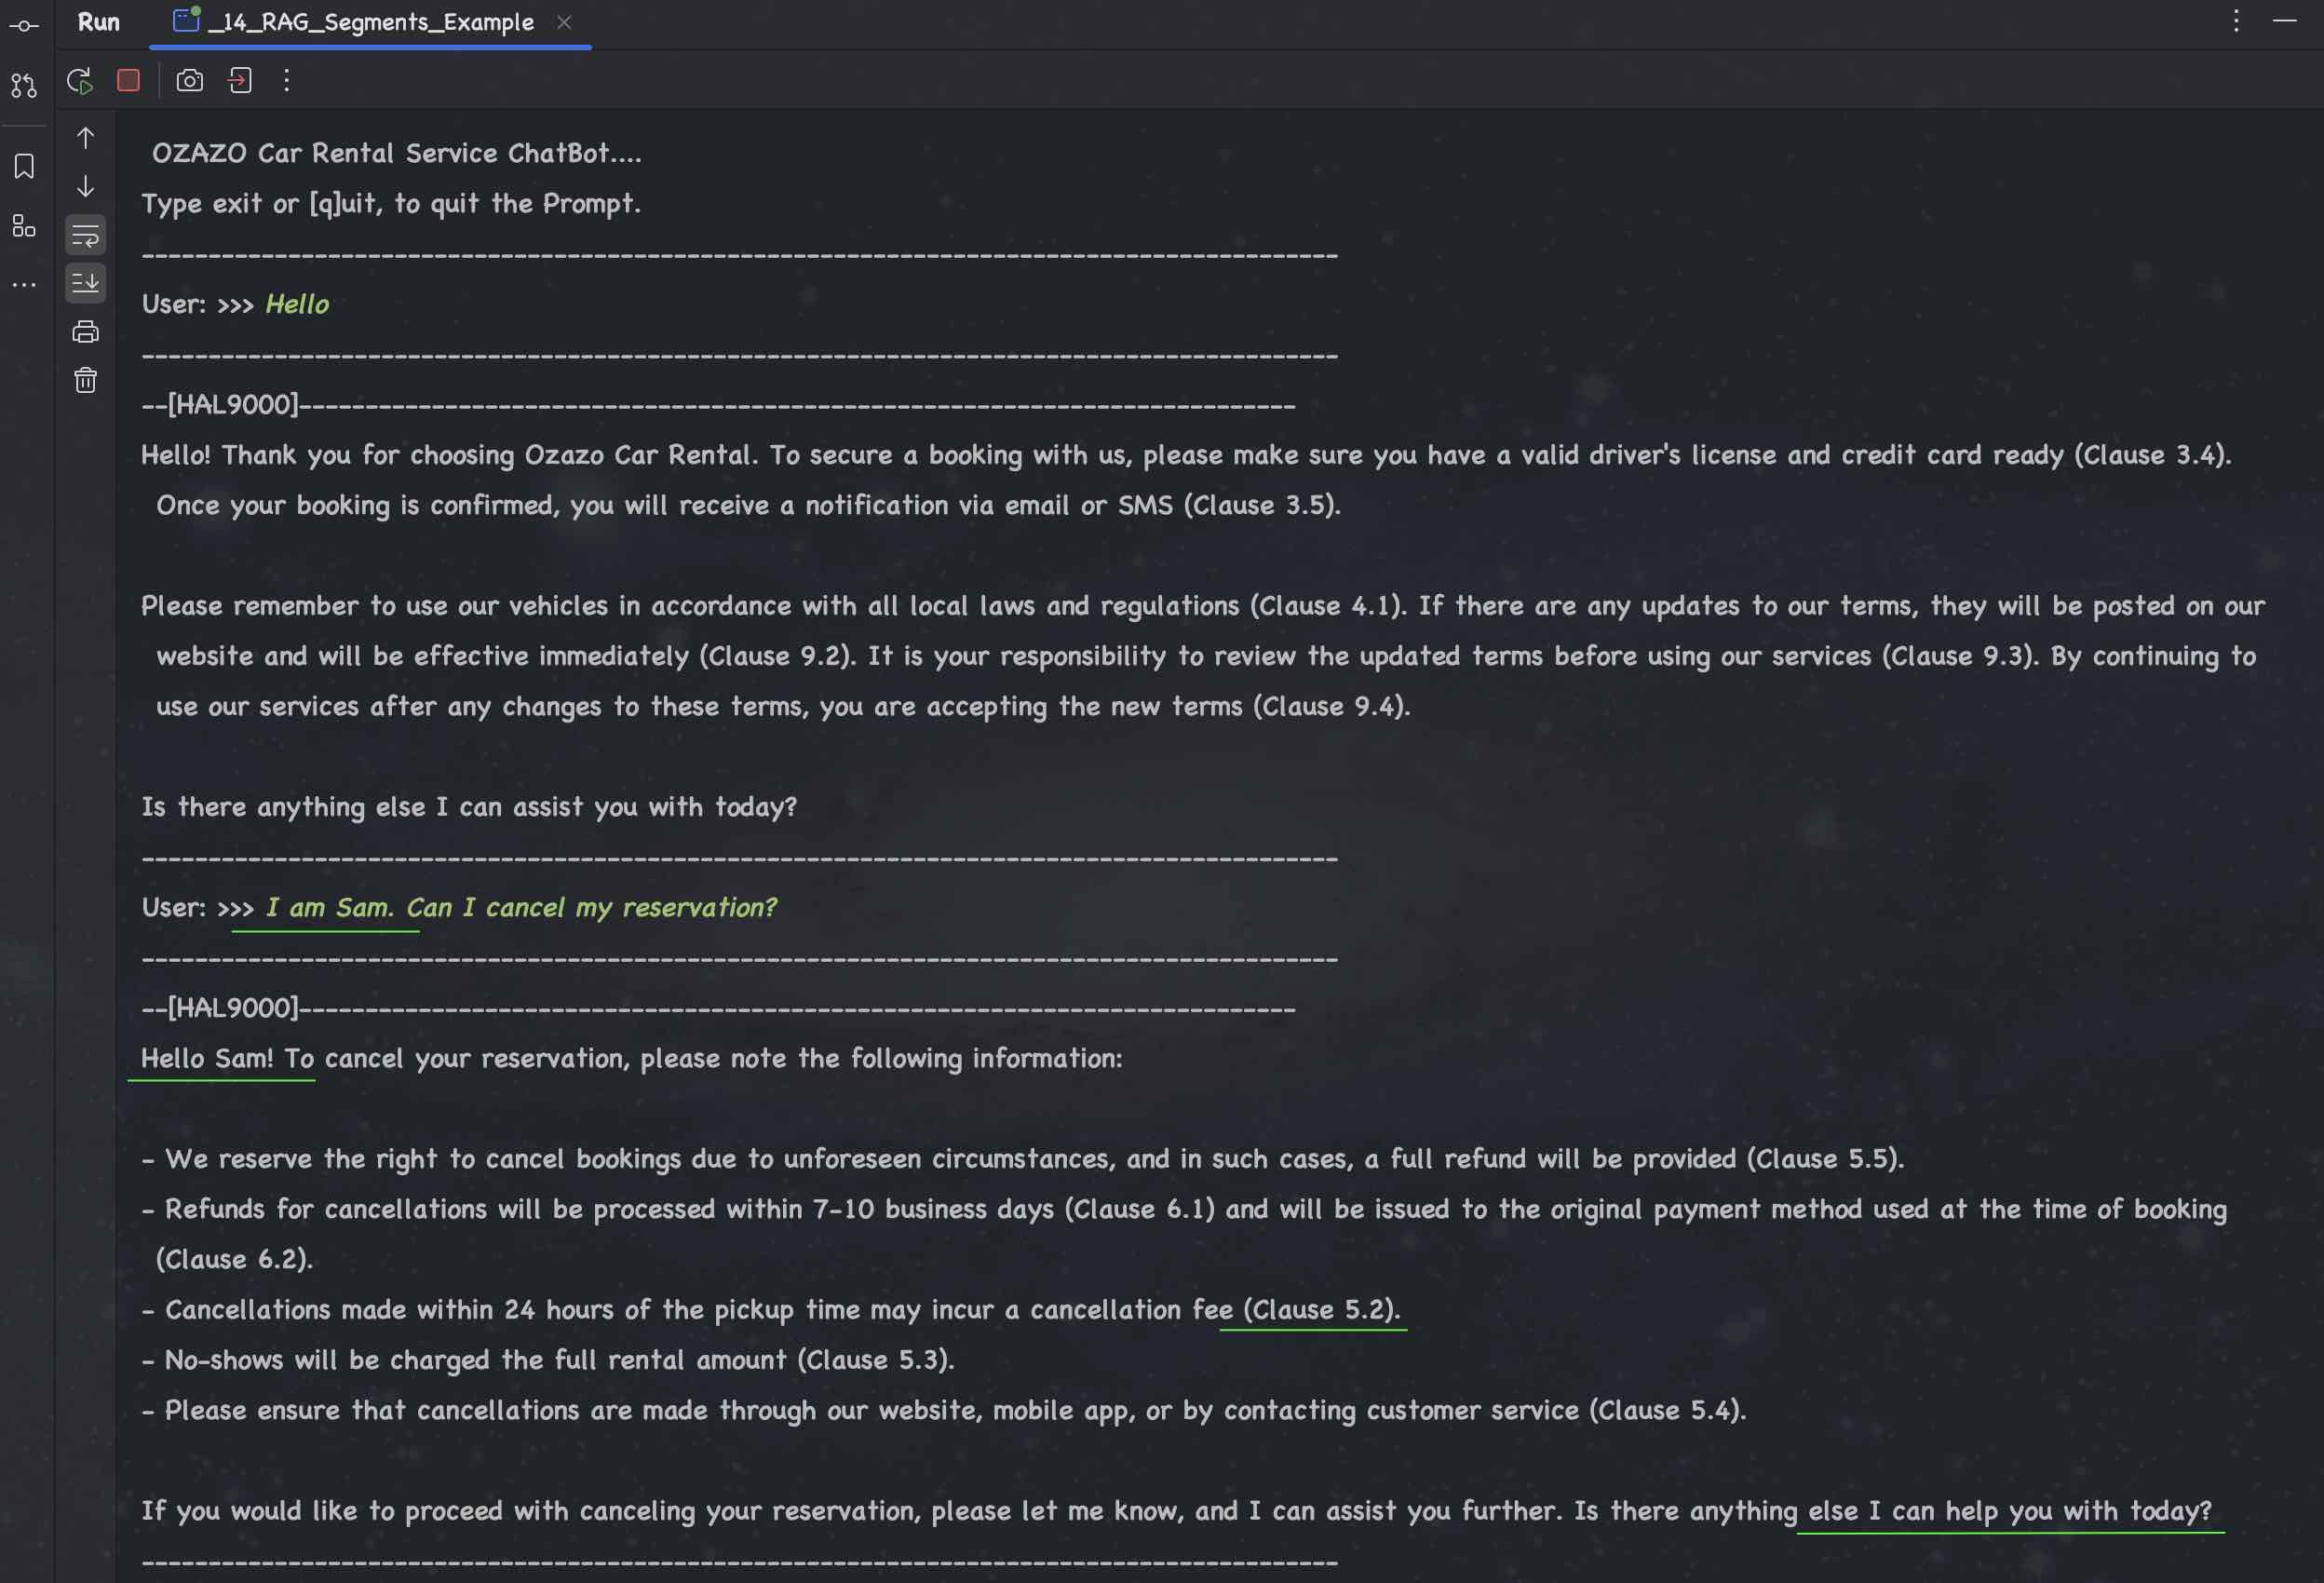 Run _14_RAG_Segments_Example
OZAZO Car Rental Service ChatBot....
Type exit or [q]uit, to quit the Prompt.
------------------------------------------------------------------------------------------
User: >>> Hello
------------------------------------------------------------------------------------------
--[HAL9000]---------------------------------------------------------------------------
Hello! Thank you for choosing Ozazo Car Rental. To secure a booking with us, please make sure you have a valid driver's license and credit card ready (Clause 3.4).
Once your booking is confirmed, you will receive a notification via email or SMS (Clause 3.5).
Please remember to use our vehicles in accordance with all local laws and regulations (Clause 4.1). If there are any updates to our terms, they will be posted on our
website and will be effective immediately (Clause 9.2). It is your responsibility to review the updated terms before using our services (Clause 9.3). By continuing to
use our services after any changes to these terms, you are accepting the new terms (Clause 9.4).
Is there anything else I can assist you with today?
------------------------------------------------------------------------------------------
User: >>> I am Sam. Can I cancel my reservation?
------------------------------------------------------------------------------------------
--[HAL9000]---------------------------------------------------------------------------
Hello Sam! To cancel your reservation, please note the following information:
- We reserve the right to cancel bookings due to unforeseen circumstances, and in such cases, a full refund will be provided (Clause 5.5).
- Refunds for cancellations will be processed within 7-10 business days (Clause 6.1) and will be issued to the original payment method used at the time of booking
(Clause 6.2).
- Cancellations made within 24 hours of the pickup time may incur a cancellation fee (Clause 5.2).
- No-shows will be charged the full rental amount (Clause 5.3).
- Please ensure that cancellations are made through our website, mobile app, or by contacting customer service (Clause 5.4).
If you would like to proceed with canceling your reservation, please let me know, and I can assist you further. Is there anything else I can help you with today?
------------------------------------------------------------------------------------------